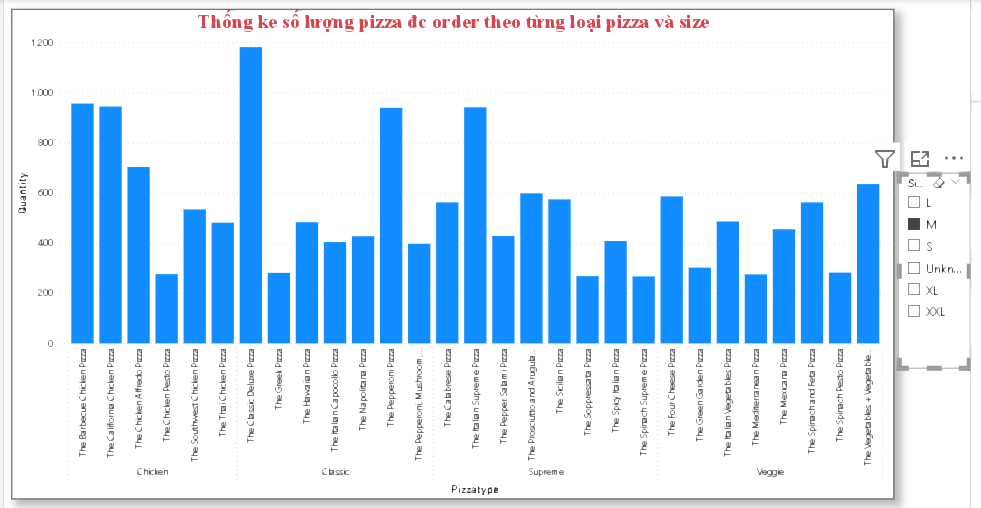 Thống ke số lượng pizza đc order theo từng loại pizza và size
1.200
1.000
800
600
400
200
0
Quantity
The Barbecue Chicken Pizza
The California Chicken Pizza
The Chicken Alfredo Pizza
The Chicken Pesto Pizza
The Southwest Chicken Pizza
The Thai Chicken Pizza
The Classic Deluxe Pizza
The Greek Pizza
The Hawaiian Pizza
The Italian Capocollo Pizza
The Napolitana Pizza
The Pepperoni Pizza
The Pepperoni, Mushroom...
The Calabrese Pizza
The Italian Supreme Pizza
The Pepper Salami Pizza
The Prosciutto and Arugula...
The Sicilian Pizza
The Soppressata Pizza
The Spicy Italian Pizza
The Spinach Supreme Pizza
The Four Cheese Pizza
The Green Garden Pizza
The Italian Vegetables Pizza
The Mediterranean Pizza
The Mexicana Pizza
The Spinach and Feta Pizza
The Spinach Pesto Pizza
The Vegetables + Vegetable...
Chicken
Classic
Supreme
Veggie
Pizzatype
Si...
L
M
S
Unkn...
XL
XXL